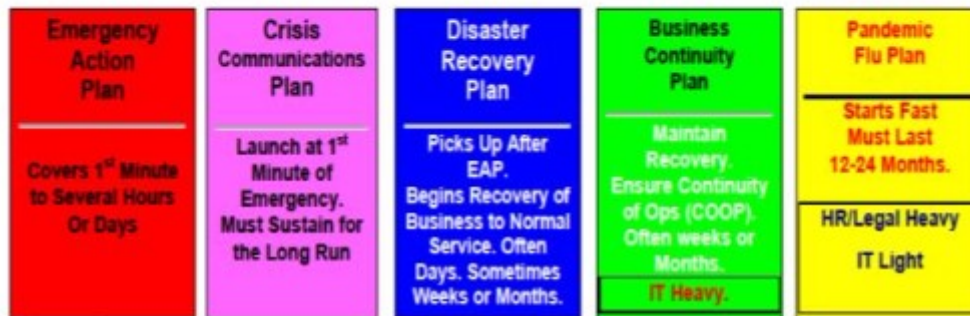 Emergency
Action
Plan
Covers 1st Minute
to Several Hours
Or Days
Crisis
Communications
Plan
Launch at 1st
Minute of
Emergency.
Must Sustain for
the Long Run
Disaster
Recovery
Plan
Picks Up After
EAP.
Begins Recovery of
Business to Normal
Service. Often
Days. Sometimes
Weeks or Months.
Business
Continuity
Plan
Maintain
Recovery.
Ensure Continuity
of Ops (COOP).
Often weeks or
Months.
IT Heavy.
Pandemic
Flu Plan
Starts Fast
Must Last
12-24 Months.
HR/Legal Heavy
IT Light